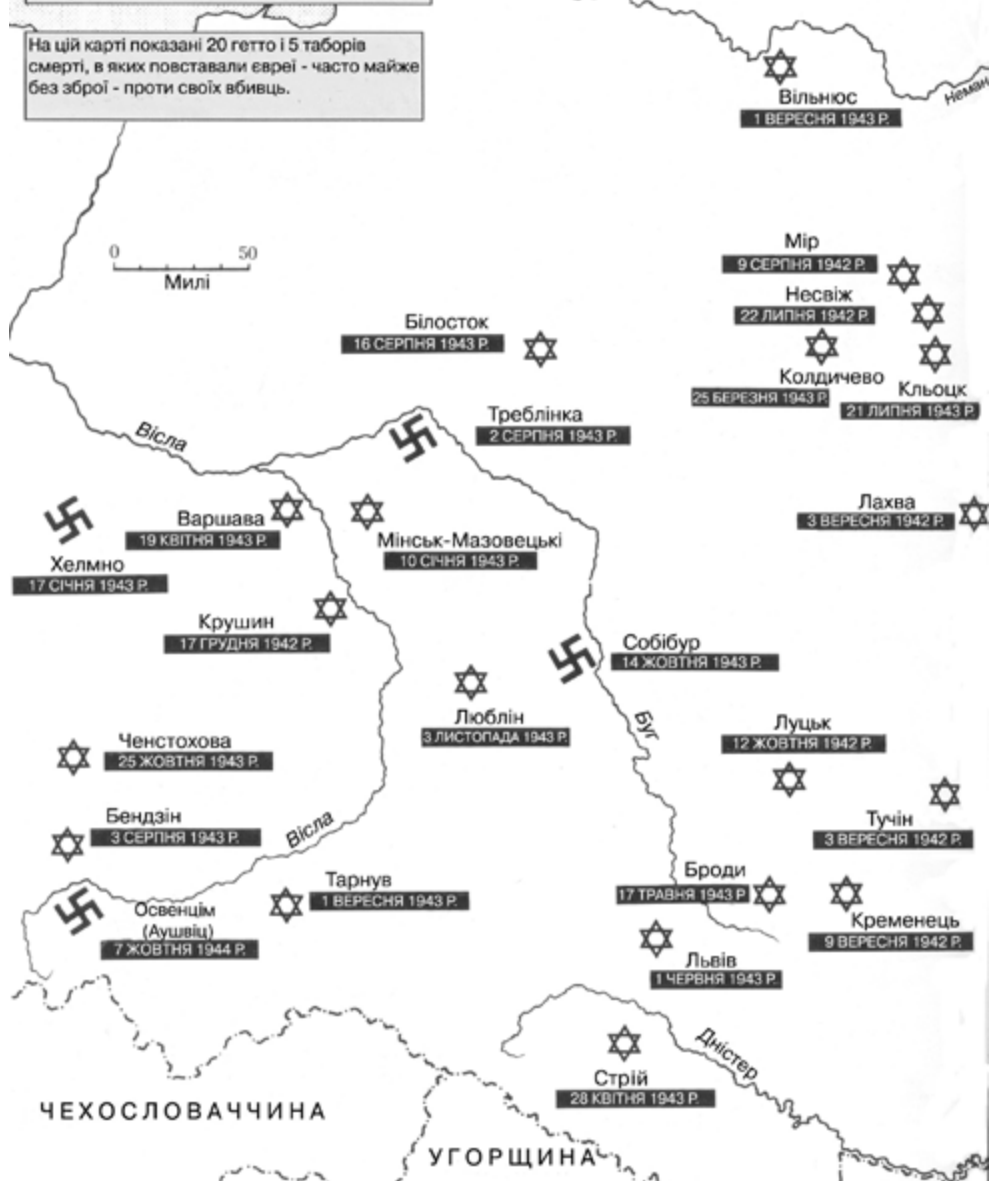 На цій карті показані 20 гетто і 5 таборів
смерті, в яких повставали євреї - часто майже
без зброї - проти своїх вбивць.
Неман
Вільнюс
1 ВЕРЕСНЯ 1943 Р.
0 50
Милі
Мір
9 СЕРПНЯ 1942 Р.
Несвіж
22 ЛИПНЯ 1942 Р.
Білосток
16 СЕРПНЯ 1943 Р.
Колдичево
25 БЕРЕЗНЯ 1943 Р.
Кльоцк
21 ЛИПНЯ 1943 Р.
Треблінка
2 СЕРПНЯ 1943 Р.
Вісла
Варшава
19 КВІТНЯ 1943 Р.
Мінськ-Мазовецькі
10 СІЧНЯ 1943 Р.
Лахва
3 ВЕРЕСНЯ 1942 Р.
Хелмно
17 СІЧНЯ 1943 Р.
Крушин
17 ГРУДНЯ 1942 Р.
Собібур
14 ЖОВТНЯ 1943 Р.
Люблін
3 ЛИСТОПАДА 1943 Р.
Буг
Луцьк
12 ЖОВТНЯ 1942 Р.
Ченстохова
25 ЖОВТНЯ 1943 Р.
Бендзін
3 СЕРПНЯ 1943 Р.
Вісла
Тучін
3 ВЕРЕСНЯ 1942 Р.
Тарнув
1 ВЕРЕСНЯ 1943 Р.
Броди
17 ТРАВНЯ 1943 Р
Освенцім
(Аушвіц)
7 ЖОВТНЯ 1944 Р.
Кременець
9 ВЕРЕСНЯ 1942 Р.
Львів
1 ЧЕРВНЯ 1943 Р.
Дністер
Стрій
28 КВІТНЯ 1943 Р.
ЧЕХОСЛОВАЧЧИНА
УГОРЩИНА